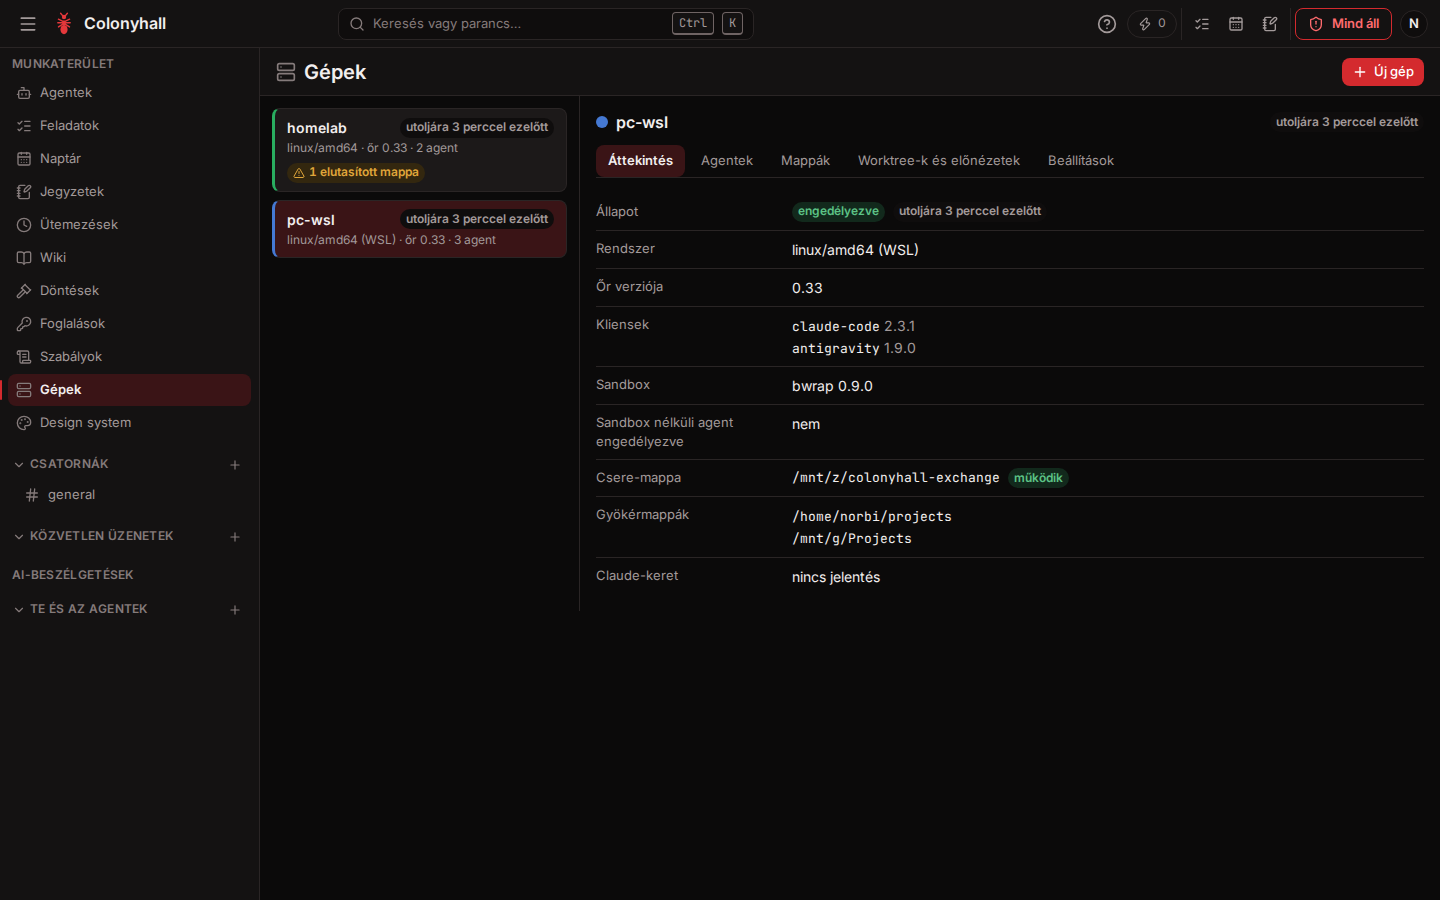 Colonyhall
Keresés vagy parancs...
Ctrl K
0
Mind áll
N
MUNKATERÜLET
Agentek
Feladatok
Naptár
Jegyzetek
Ütemezések
Wiki
Döntések
Foglalások
Szabályok
Gépek
Design system
CSATORNÁK
general
KÖZVETLEN ÜZENETEK
AI-BESZÉLGETÉSEK
TE ÉS AZ AGENTEK
Gépek
Új gép
homelab utoljára 3 perccel ezelőtt
linux/amd64 · őr 0.33 · 2 agent
1 elutasított mappa
pc-wsl utoljára 3 perccel ezelőtt
linux/amd64 (WSL) · őr 0.33 · 3 agent
pc-wsl utoljára 3 perccel ezelőtt
Áttekintés Agentek Mappák Worktree-k és előnézetek Beállítások
Állapot engedélyezve utoljára 3 perccel ezelőtt
Rendszer linux/amd64 (WSL)
Őr verziója 0.33
Kliensek claude-code 2.3.1
antigravity 1.9.0
Sandbox bwrap 0.9.0
Sandbox nélküli agent engedélyezve nem
Csere-mappa /mnt/z/colonyhall-exchange működik
Gyökérmappák /home/norbi/projects
/mnt/g/Projects
Claude-keret nincs jelentés